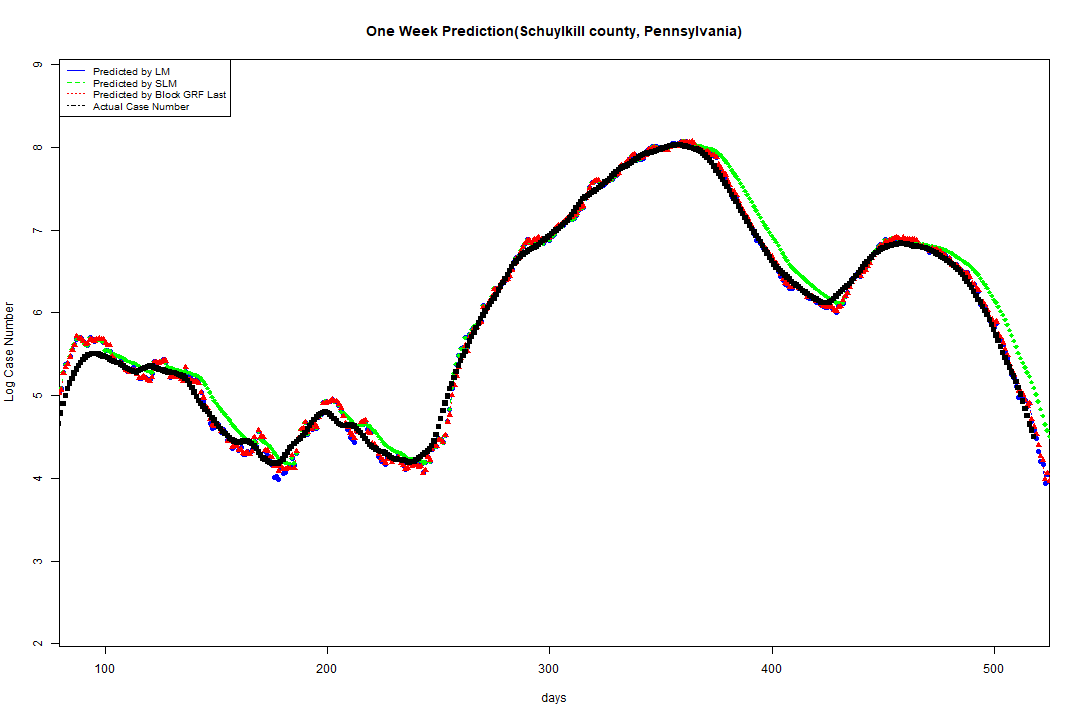 One Week Prediction(Schuylkill county, Pennsylvania)
Predicted by LM
Predicted by SLM
Predicted by Block GRF Last
Actual Case Number
9
8
7
6
5
4
3
2
Log Case Number
100 200 300 400 500
days